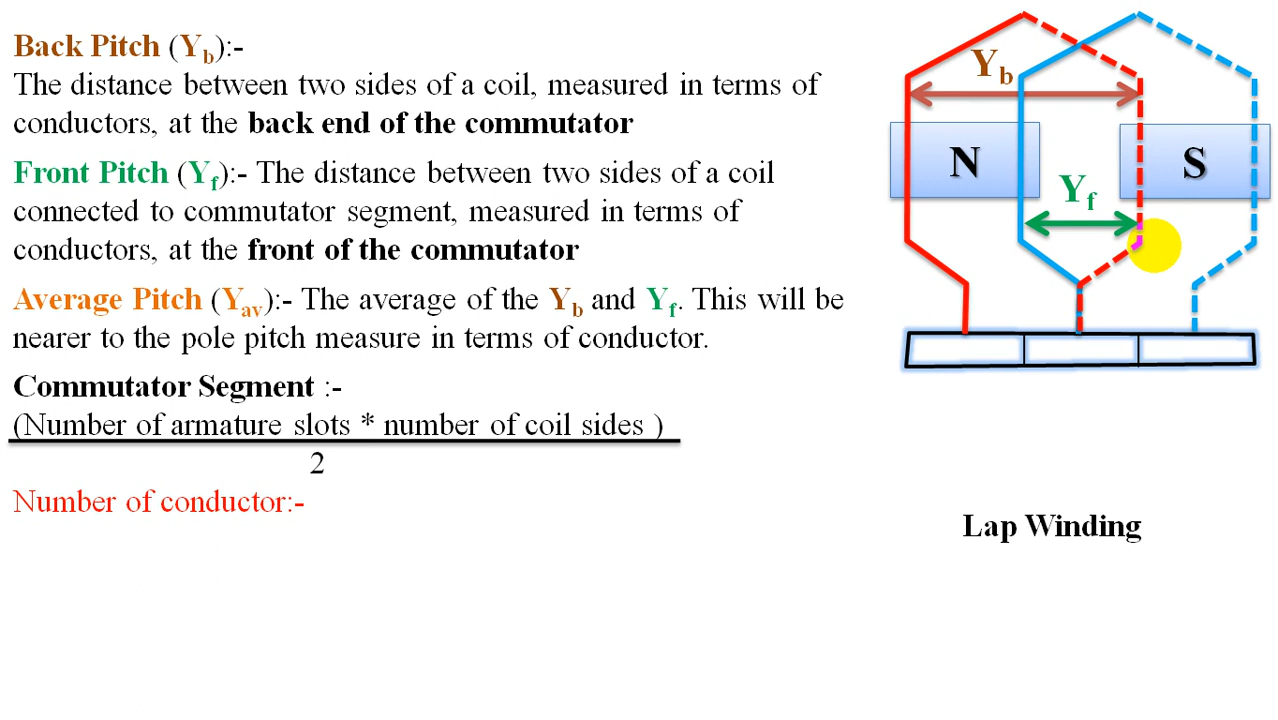 Back Pitch (Yb):-
The distance between two sides of a coil, measured in terms of
conductors, at the back end of the commutator
Front Pitch (Yf):- The distance between two sides of a coil
connected to commutator segment, measured in terms of
conductors, at the front of the commutator
Average Pitch (Yav):- The average of the Yb and Yf. This will be
nearer to the pole pitch measure in terms of conductor.
Commutator Segment :-
(Number of armature slots * number of coil sides )
2
Number of conductor:-
Yb
N
S
Yf
Lap Winding